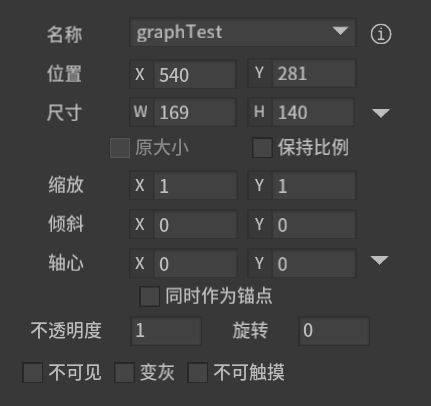 名称 graphTest
位置 X 540 Y 281
尺寸 W 169 H 140
原大小 保持比例
缩放 X 1 Y 1
倾斜 X 0 Y 0
轴心 X 0 Y 0
同时作为锚点
不透明度 1 旋转 0
不可见 变灰 不可触摸